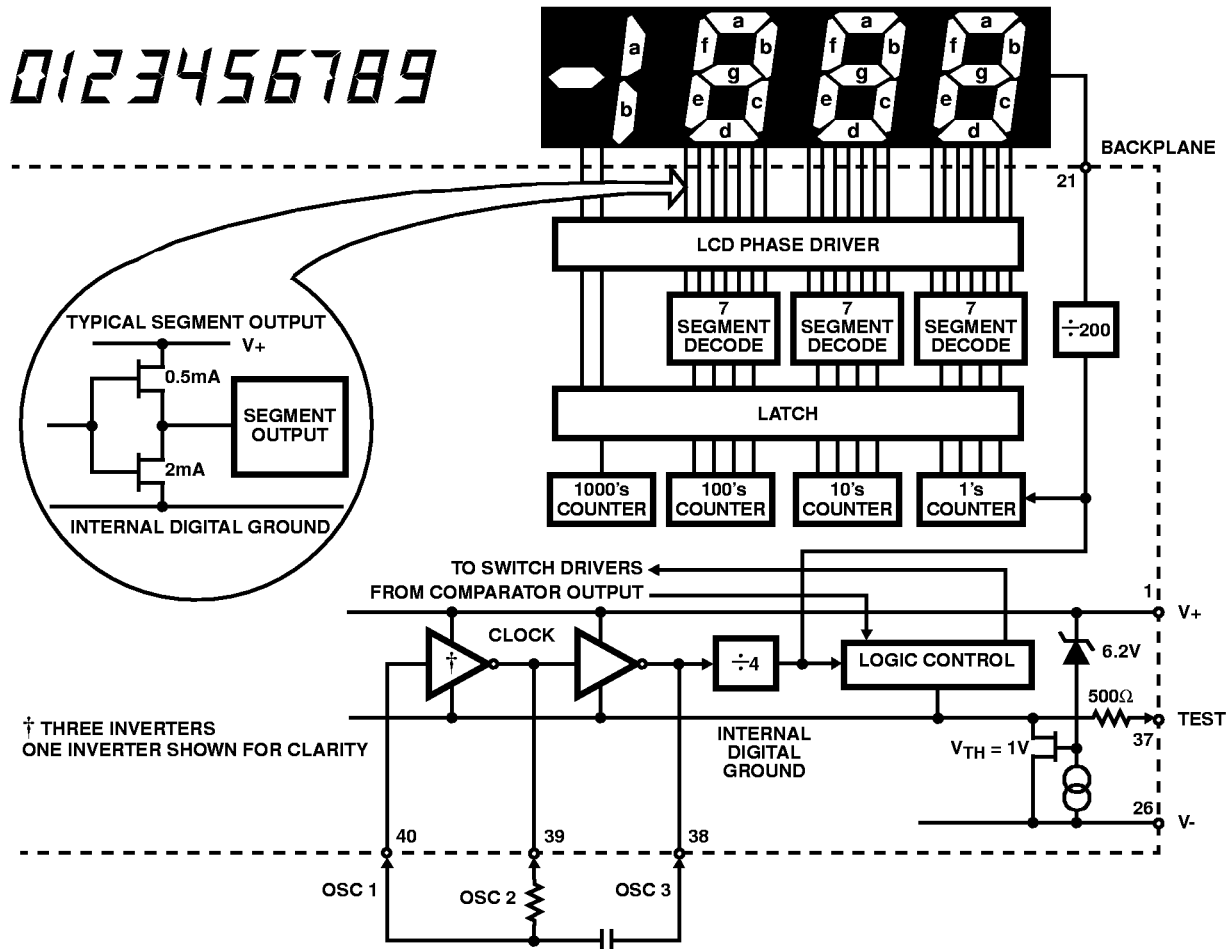 0123456789
a
b
a
f b
g
e c
d
a
f b
g
e c
d
a
f b
g
e c
d
BACKPLANE
21
LCD PHASE DRIVER
7
SEGMENT
DECODE
7
SEGMENT
DECODE
7
SEGMENT
DECODE
÷200
TYPICAL SEGMENT OUTPUT
V+
0.5mA
SEGMENT
OUTPUT
2mA
INTERNAL DIGITAL GROUND
LATCH
1000's
COUNTER
100's
COUNTER
10's
COUNTER
1's
COUNTER
TO SWITCH DRIVERS
FROM COMPARATOR OUTPUT
1
V+
CLOCK
†
÷4
LOGIC CONTROL
6.2V
500Ω
TEST
37
† THREE INVERTERS
ONE INVERTER SHOWN FOR CLARITY
INTERNAL
DIGITAL
GROUND
VTH = 1V
26
V-
40
39
38
OSC 1
OSC 2
OSC 3